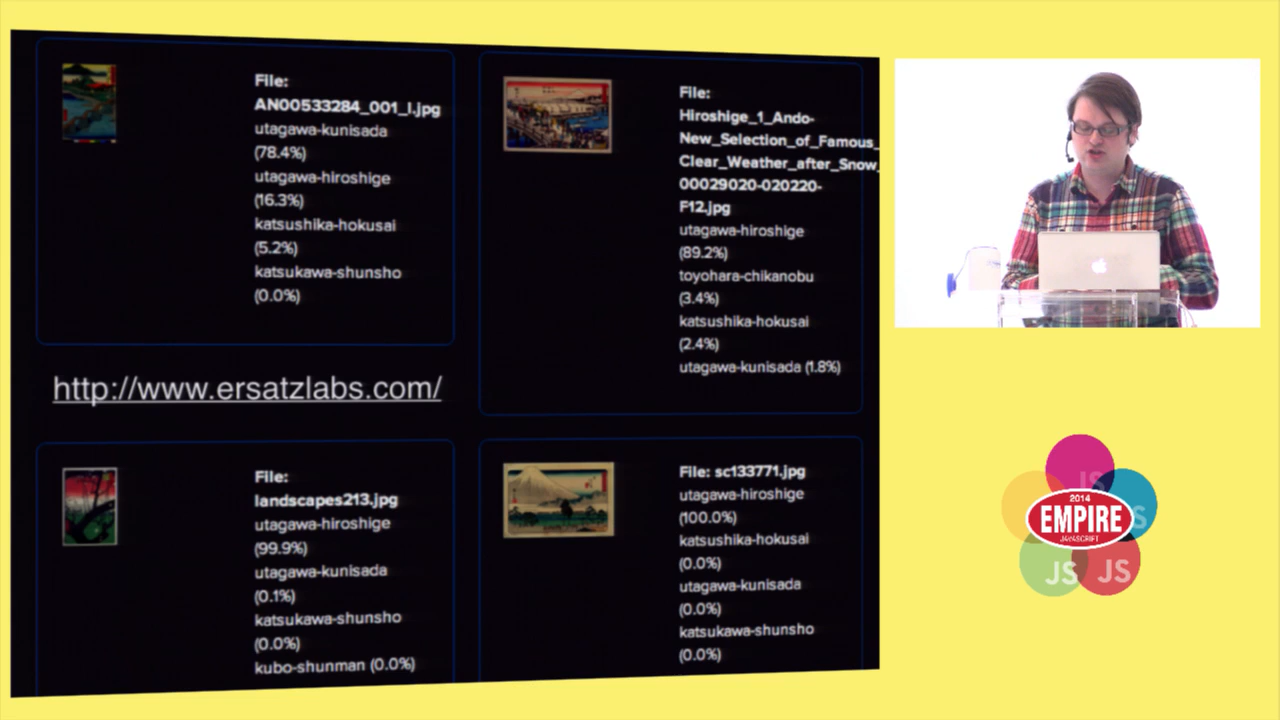 File:
AN00533284_001_l.jpg
utagawa-kunisada
(78.4%)
utagawa-hiroshige
(16.3%)
katsushika-hokusai
(5.2%)
katsukawa-shunsho
(0.0%)
File:
Hiroshige_1_Ando-
New_Selection_of_Famous_
Clear_Weather_after_Snow_
00029020-020220-
F12.jpg
utagawa-hiroshige
(89.2%)
toyohara-chikanobu
(3.4%)
katsushika-hokusai
(2.4%)
utagawa-kunisada (1.8%)
http://www.ersatzlabs.com/
File:
landscapes213.jpg
utagawa-hiroshige
(99.9%)
utagawa-kunisada
(0.1%)
katsukawa-shunsho
(0.0%)
kubo-shunman (0.0%)
File: sc133771.jpg
utagawa-hiroshige
(100.0%)
katsushika-hokusai
(0.0%)
utagawa-kunisada
(0.0%)
katsukawa-shunsho
(0.0%)
JS
JS
2014
EMPIRE
JAVASCRIPT
JS
JS